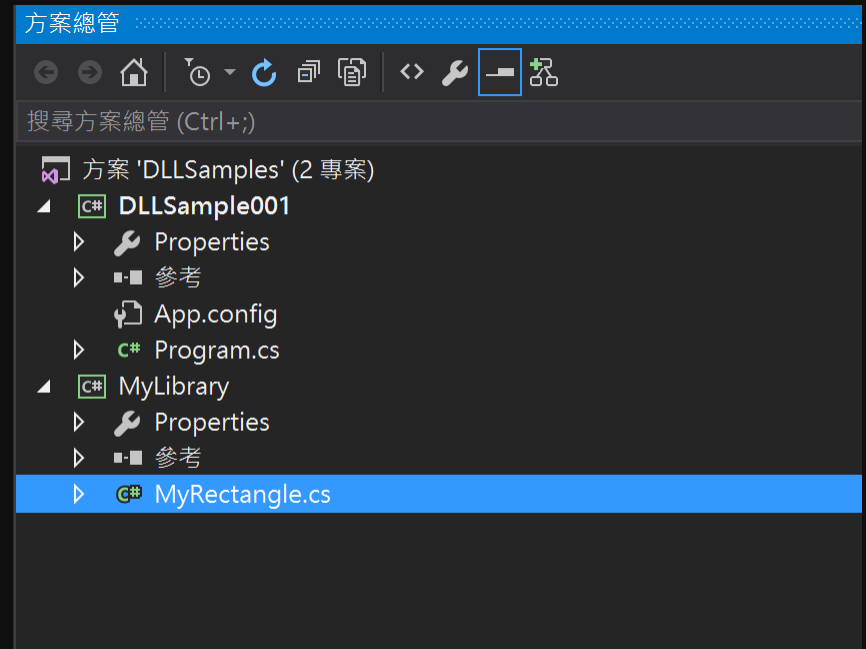 方案總管
搜尋方案總管 (Ctrl+;)
方案 'DLLSamples' (2 專案)
C# DLLSample001
Properties
參考
App.config
C# Program.cs
C# MyLibrary
Properties
參考
C# MyRectangle.cs